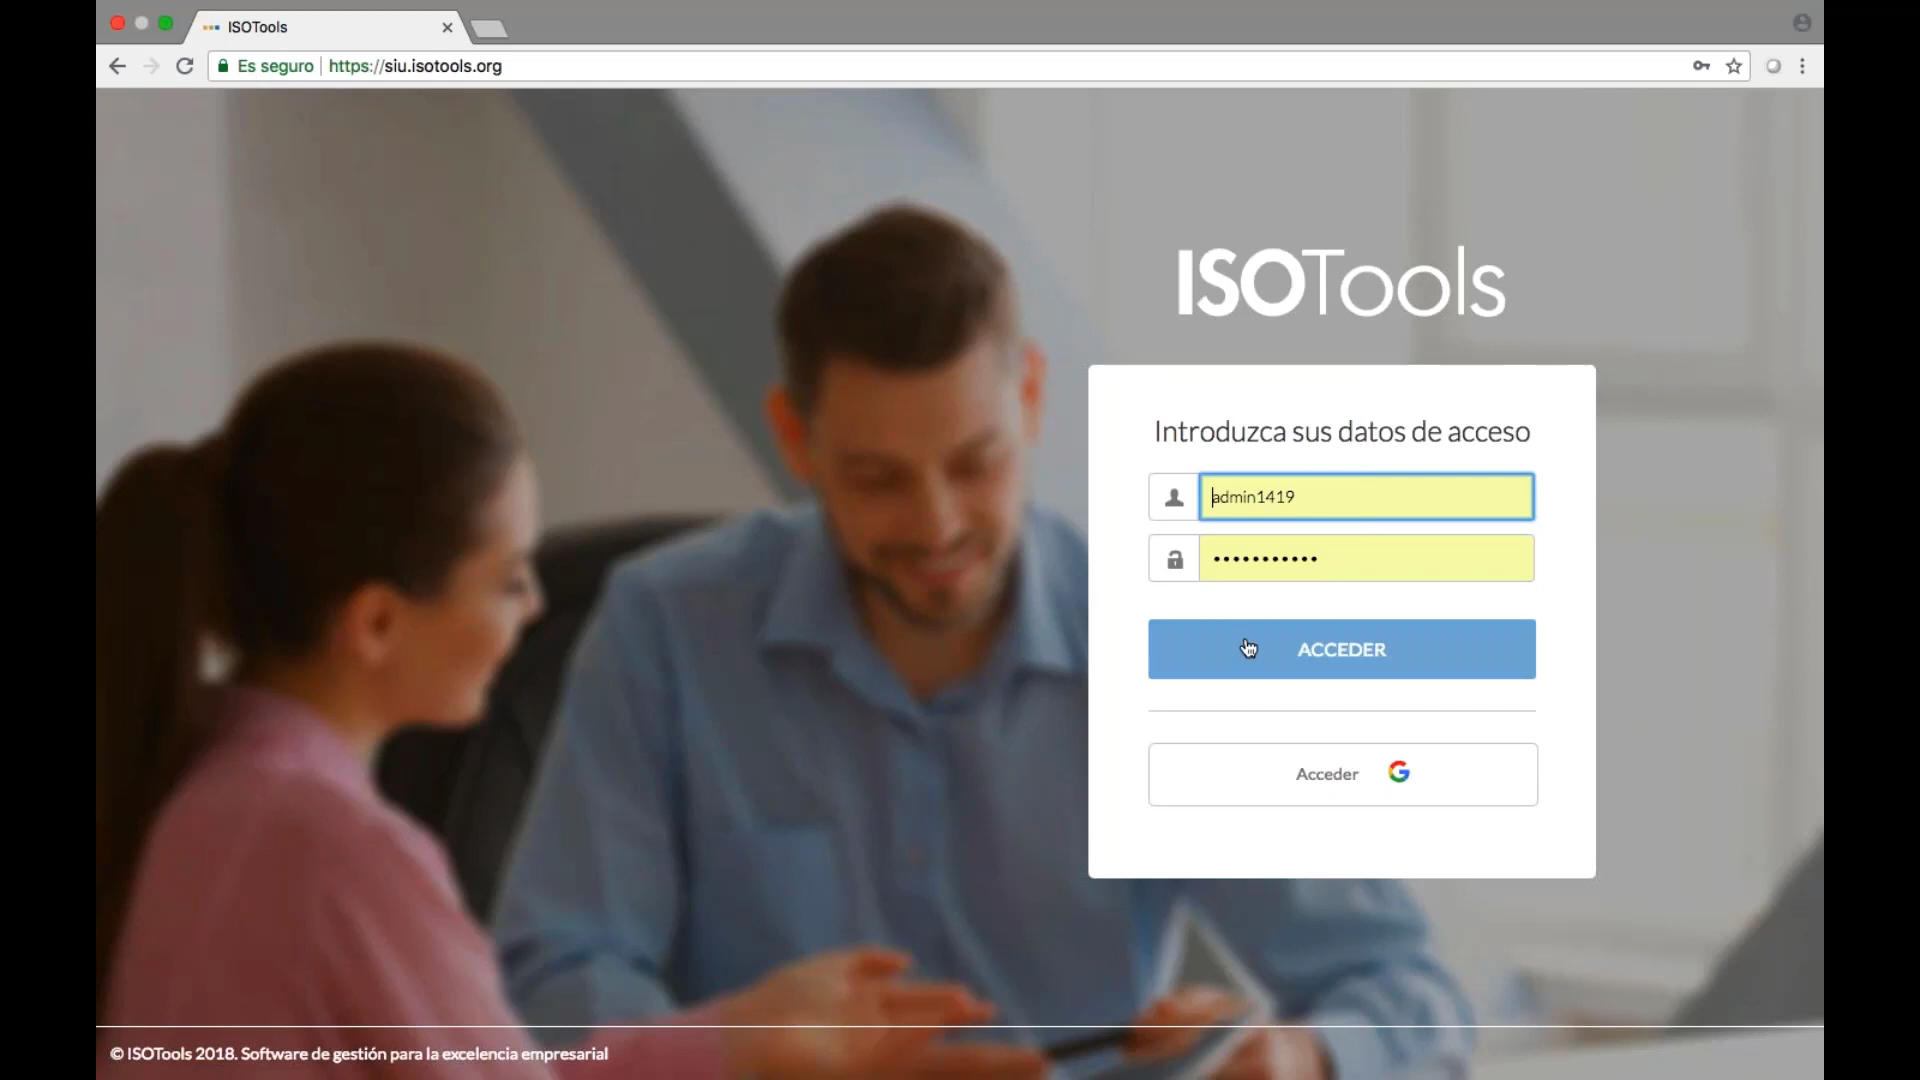 ISOTools
Es seguro https://siu.isotools.org
ISOTools
Introduzca sus datos de acceso
admin1419
•••••••••••
ACCEDER
Acceder
© ISOTools 2018. Software de gestión para la excelencia empresarial